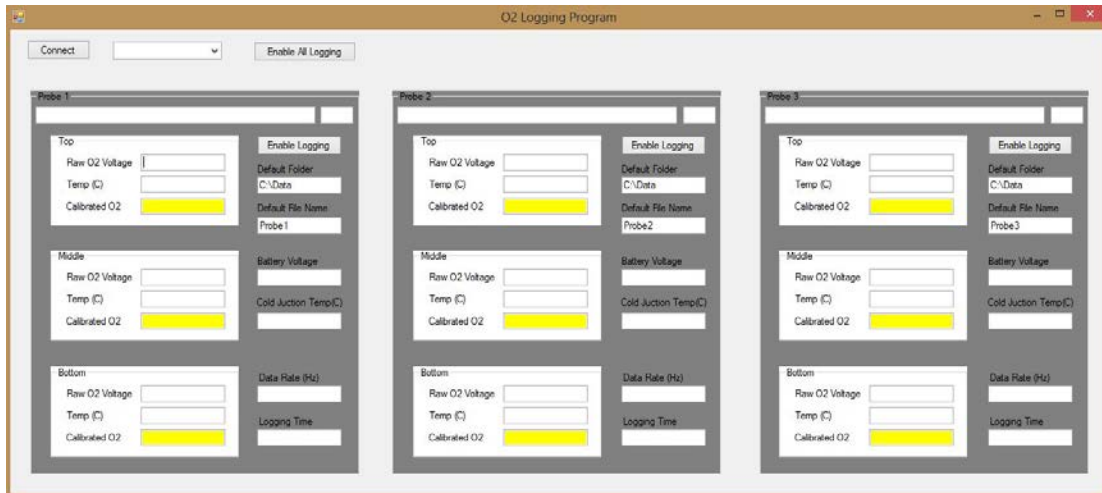 O2 Logging Program
Connect
Enable All Logging
Probe 1
Top
Raw O2 Voltage
Temp (C)
Calibrated O2
Enable Logging
Default Folder
C:\Data
Default File Name
Probe1
Middle
Raw O2 Voltage
Temp (C)
Calibrated O2
Battery Voltage
Cold Juction Temp(C)
Bottom
Raw O2 Voltage
Temp (C)
Calibrated O2
Data Rate (Hz)
Logging Time
Probe 2
Top
Raw O2 Voltage
Temp (C)
Calibrated O2
Enable Logging
Default Folder
C:\Data
Default File Name
Probe2
Middle
Raw O2 Voltage
Temp (C)
Calibrated O2
Battery Voltage
Cold Juction Temp(C)
Bottom
Raw O2 Voltage
Temp (C)
Calibrated O2
Data Rate (Hz)
Logging Time
Probe 3
Top
Raw O2 Voltage
Temp (C)
Calibrated O2
Enable Logging
Default Folder
C:\Data
Default File Name
Probe3
Middle
Raw O2 Voltage
Temp (C)
Calibrated O2
Battery Voltage
Cold Juction Temp(C)
Bottom
Raw O2 Voltage
Temp (C)
Calibrated O2
Data Rate (Hz)
Logging Time